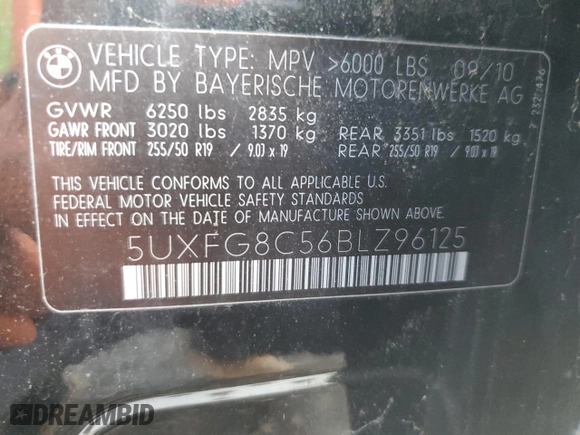 BMW
VEHICLE TYPE: MPV >6000 LBS 09/10
MFD BY BAYERISCHE MOTORENWERKE AG
GVWR 6250 lbs 2835 kg
GAWR FRONT 3020 lbs 1370 kg REAR 3351 lbs 1520 kg
TIRE/RIM FRONT 255/50 R19 / 9.0J x 19 REAR 255/50 R19 / 9.0J x 19
THIS VEHICLE CONFORMS TO ALL APPLICABLE U.S.
FEDERAL MOTOR VEHICLE SAFETY STANDARDS
IN EFFECT ON THE DATE OF MANUFACTURE SHOWN ABOVE.
5UXFG8C56BLZ96125
DREAMBID